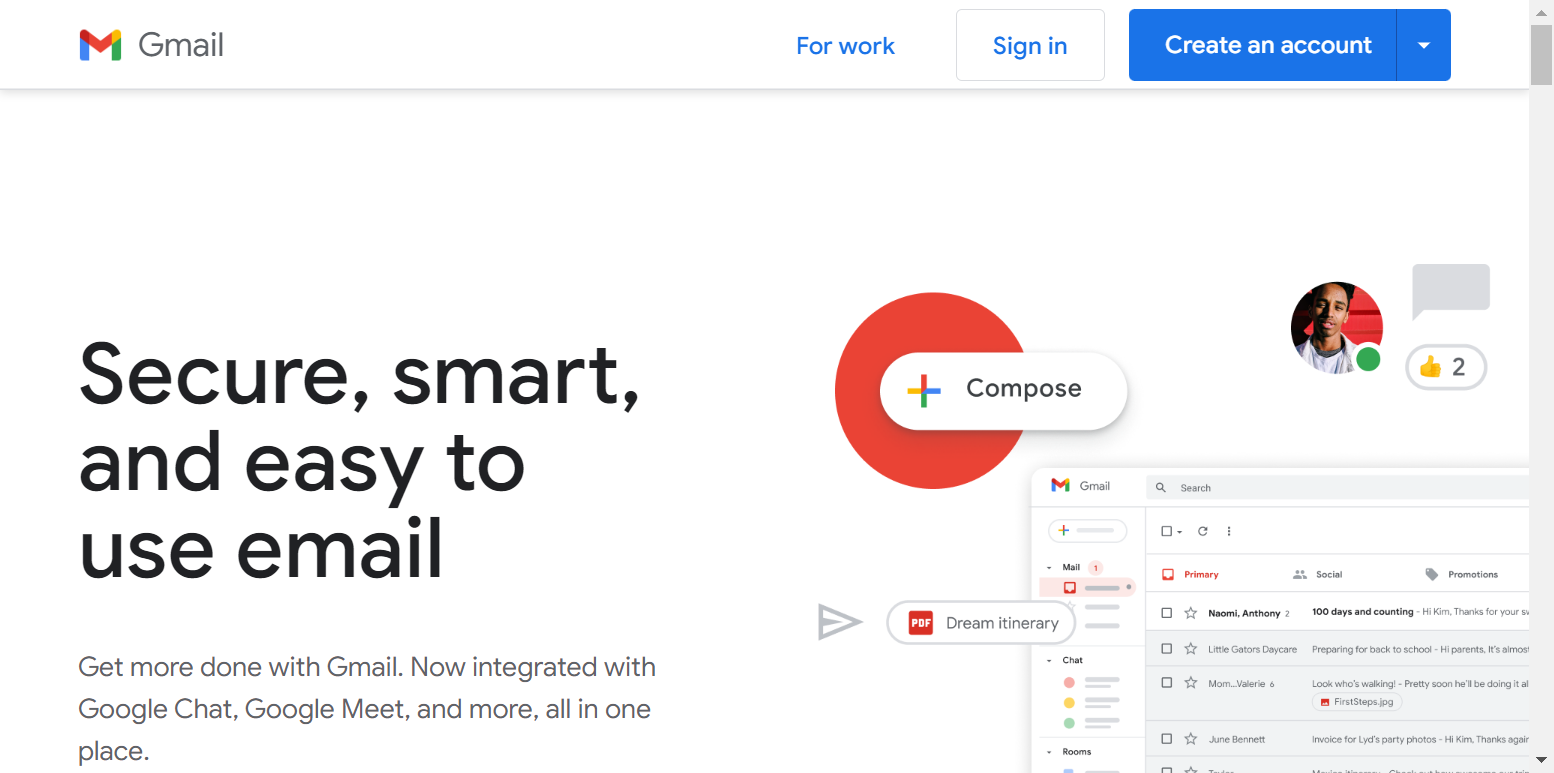 Gmail
For work
Sign in
Create an account
Secure, smart,
and easy to
use email
Get more done with Gmail. Now integrated with
Google Chat, Google Meet, and more, all in one
place.
Compose
👍 2
PDF Dream itinerary
Gmail
Search
Mail 1
Chat
Rooms
Primary Social Promotions
Naomi, Anthony 2 100 days and counting - Hi Kim, Thanks for your
Little Gators Daycare Preparing for back to school - Hi parents, It's almost
Mom...Valerie 6 Look who's walking! - Pretty soon he'll be doing it
FirstSteps.jpg
June Bennett Invoice for Lyd's party photos - Hi Kim, Thanks again